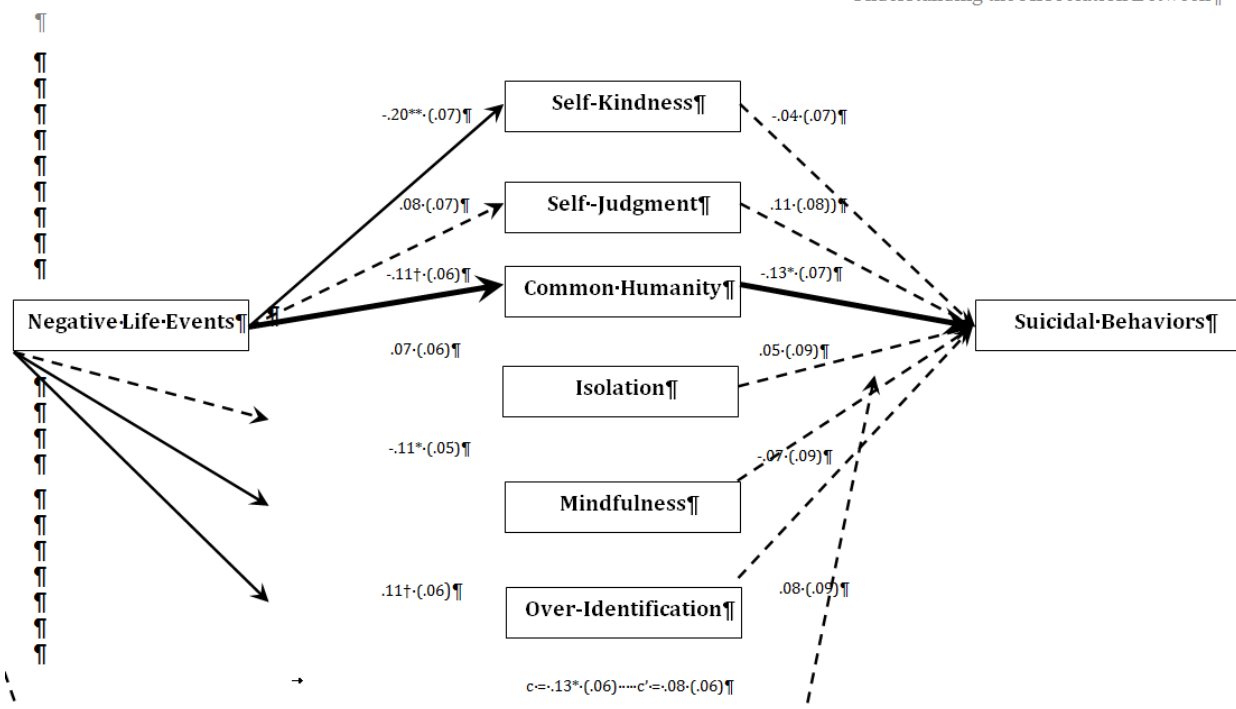 Self-Kindness
-.20** (.07)
-.04 (.07)
Self -Judgment
.08 (.07)
.11 (.08))
-.11† (.06)
Common Humanity
-.13* (.07)
Negative Life Events
Suicidal Behaviors
.07 (.06)
.05 (.09)
Isolation
-.11* (.05)
-.07 (.09)
Mindfulness
.11† (.06)
.08 (.09)
Over-Identification
c = .13* (.06) c' = .08 (.06)